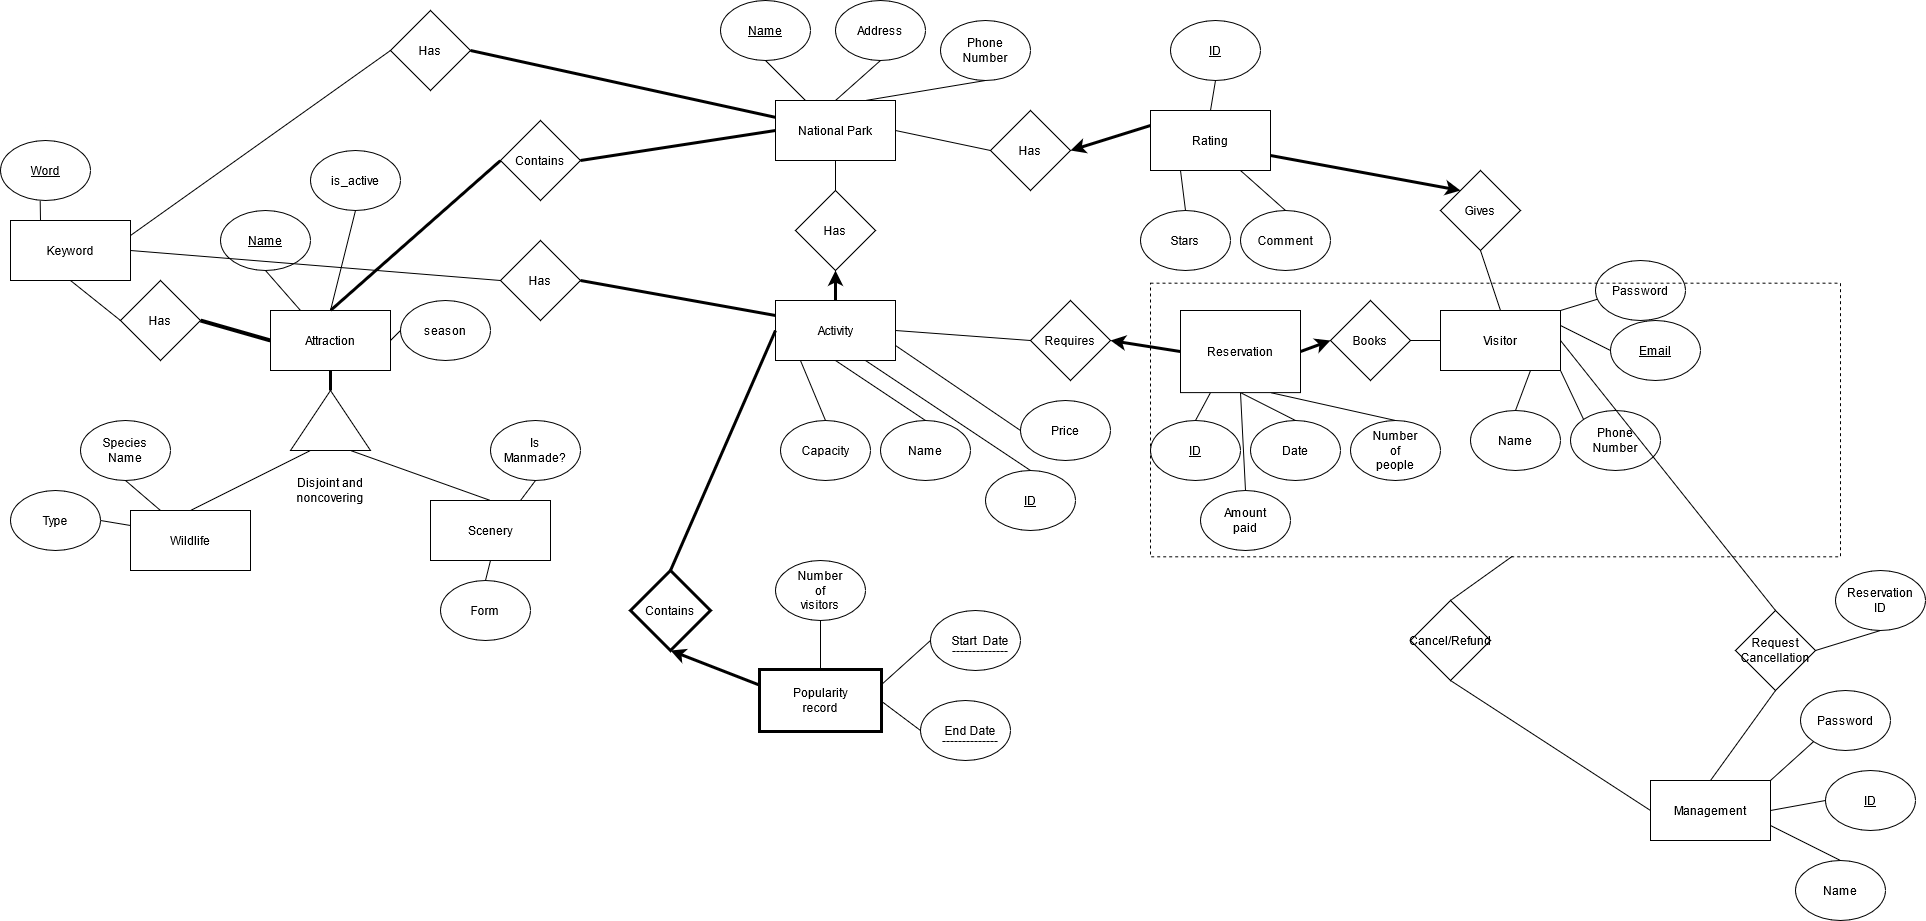 Name
Address
Phone
Number
ID
Has
National Park
Rating
Has
Word
Contains
is_active
Has
Name
Stars
Comment
Gives
Keyword
Has
Has
Attraction
season
Activity
Requires
Reservation
Books
Visitor
Password
Email
Has
Capacity
Name
Price
ID
ID
Date
Number
of
people
Amount
paid
Name
Phone
Number
Species
Name
Is
Manmade?
Disjoint and
noncovering
Type
Wildlife
Scenery
Form
Contains
Number
of
visitors
Start Date
End Date
Popularity
record
Cancel/Refund
Request
Cancellation
Reservation
ID
Password
Management
ID
Name